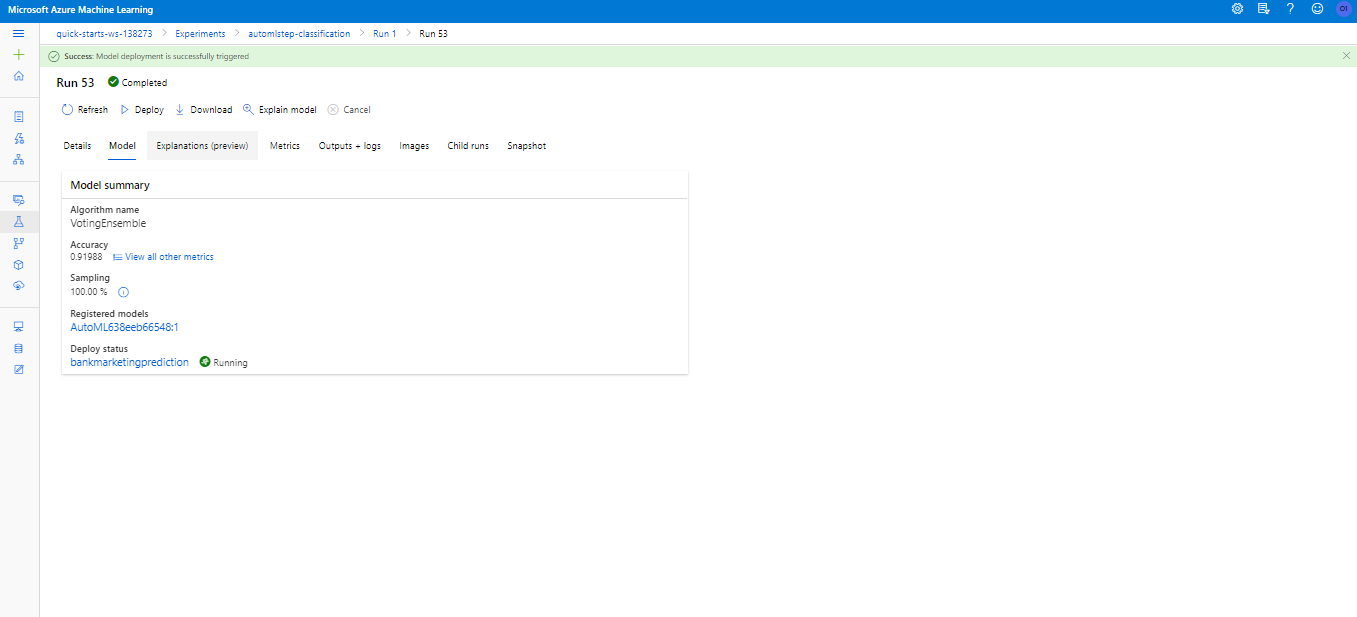 Microsoft Azure Machine Learning
OI
quick-starts-ws-138273 > Experiments > automlstep-classification > Run 1 > Run 53
Success: Model deployment is successfully triggered
Run 53 Completed
Refresh Deploy Download Explain model Cancel
Details Model Explanations (preview) Metrics Outputs + logs Images Child runs Snapshot
Model summary
Algorithm name
VotingEnsemble
Accuracy
0.91988 View all other metrics
Sampling
100.00 %
Registered models
AutoML638eeb66548:1
Deploy status
bankmarketingprediction Running